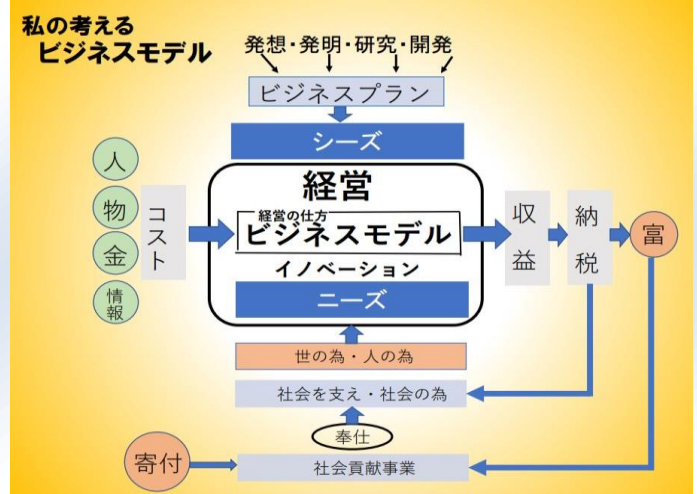 私の考える
ビジネスモデル
発想・発明・研究・開発
ビジネスプラン
シーズ
人
物
金
情報
コスト
経営
経営の仕方
ビジネスモデル
イノベーション
ニーズ
収益
納税
富
世の為・人の為
社会を支え・社会の為
奉仕
寄付
社会貢献事業